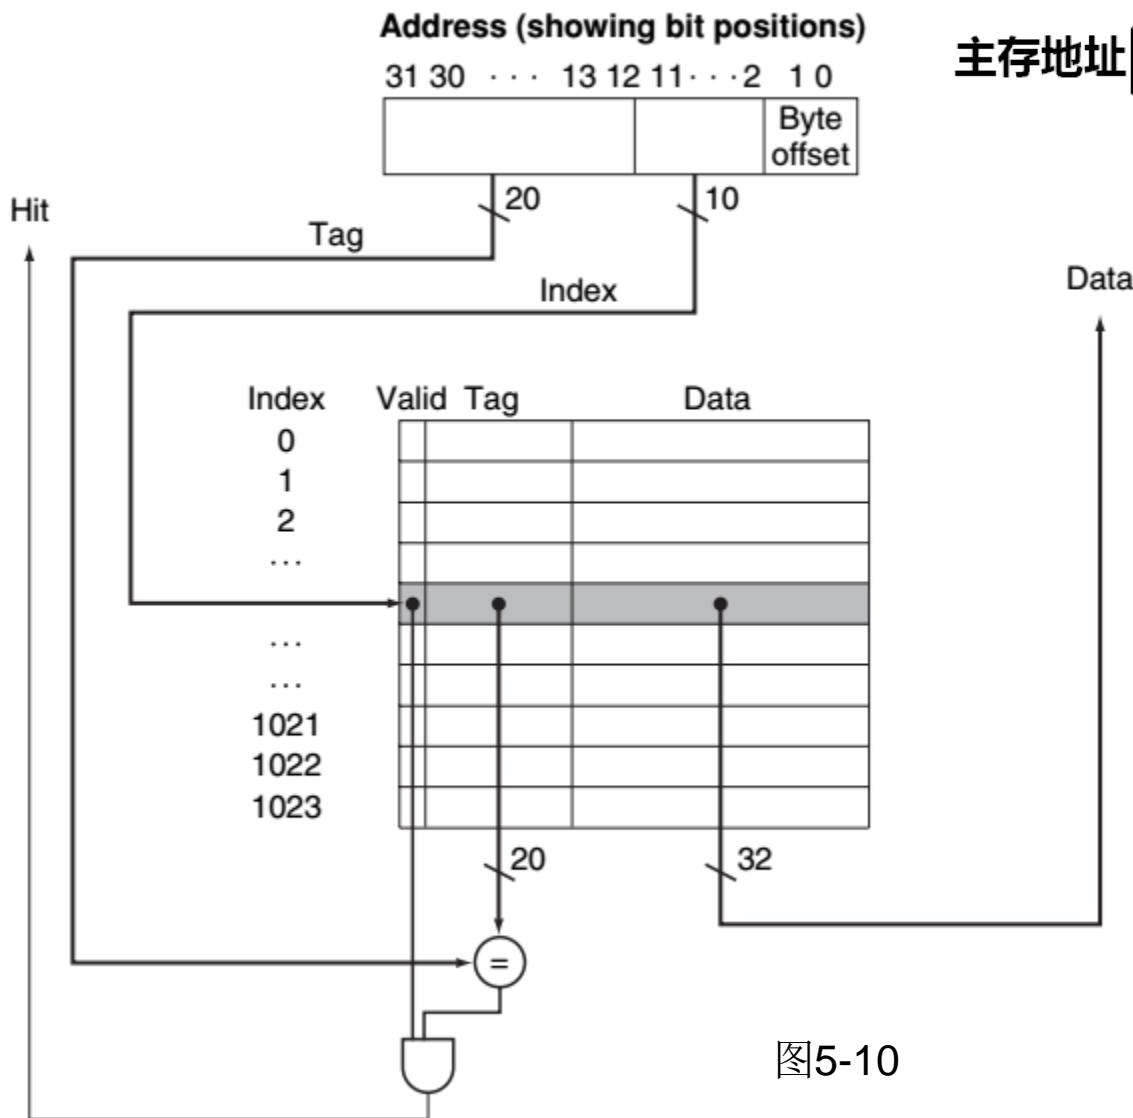 Address (showing bit positions)
主存地址
31 30 · · · 13 12 11 · · · 2 1 0
Byte
offset
20
10
Hit
Tag
Index
Data
Index Valid Tag Data
0
1
2
···
···
···
1021
1022
1023
20
32
=
图5-10